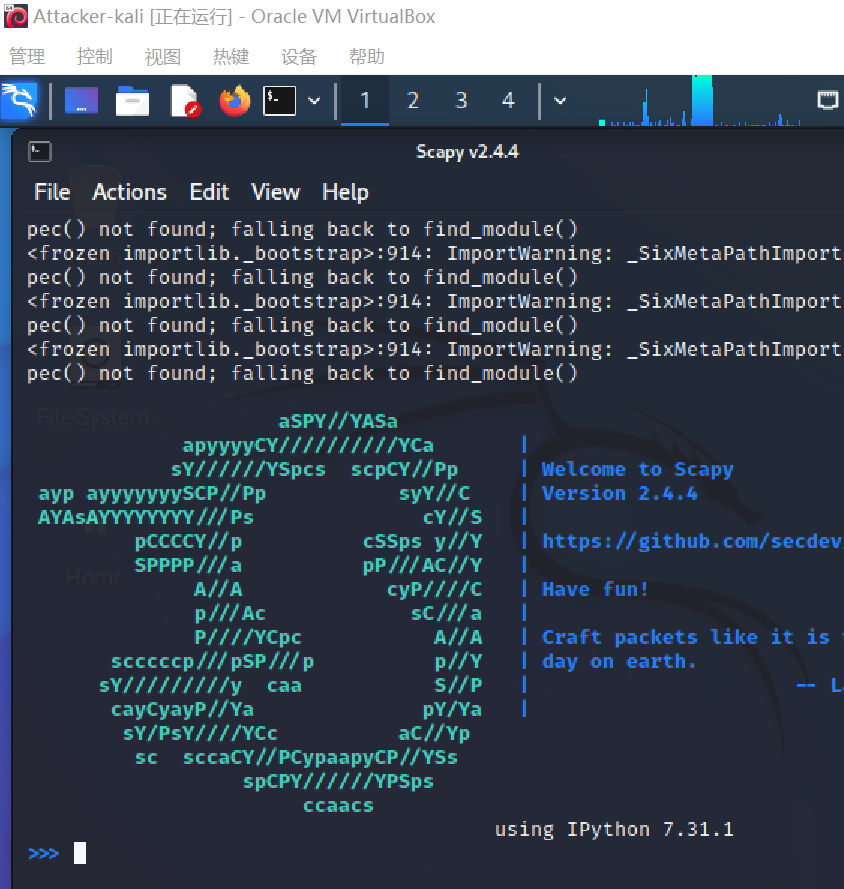 Attacker-kali [正在运行] - Oracle VM VirtualBox
管理 控制 视图 热键 设备 帮助
1 2 3 4
Scapy v2.4.4
File Actions Edit View Help
pec() not found; falling back to find_module()
<frozen importlib._bootstrap>:914: ImportWarning: _SixMetaPathImport
pec() not found; falling back to find_module()
<frozen importlib._bootstrap>:914: ImportWarning: _SixMetaPathImport
pec() not found; falling back to find_module()
<frozen importlib._bootstrap>:914: ImportWarning: _SixMetaPathImport
pec() not found; falling back to find_module()
File System
aSPY//YASa
apyyyyCY//////////YCa |
sY//////YSpcs scpCY//Pp | Welcome to Scapy
ayp ayyyyyyySCP//Pp syY//C | Version 2.4.4
AYAsAYYYYYYYY///Ps cY//S |
pCCCCY//p cSSps y//Y | https://github.com/secdev/
SPPPP///a pP///AC//Y |
Home
A//A cyP////C | Have fun!
p///Ac sC///a |
P////YCpc A//A | Craft packets like it is
scccccp///pSP///p p//Y | day on earth.
sY/////////y caa S//P | -- L
cayCyayP//Ya pY/Ya |
sY/PsY////YCc aC//Yp
sc sccaCY//PCypaapyCP//YSs
spCPY//////YPSps
ccaacs
using IPython 7.31.1
>>>